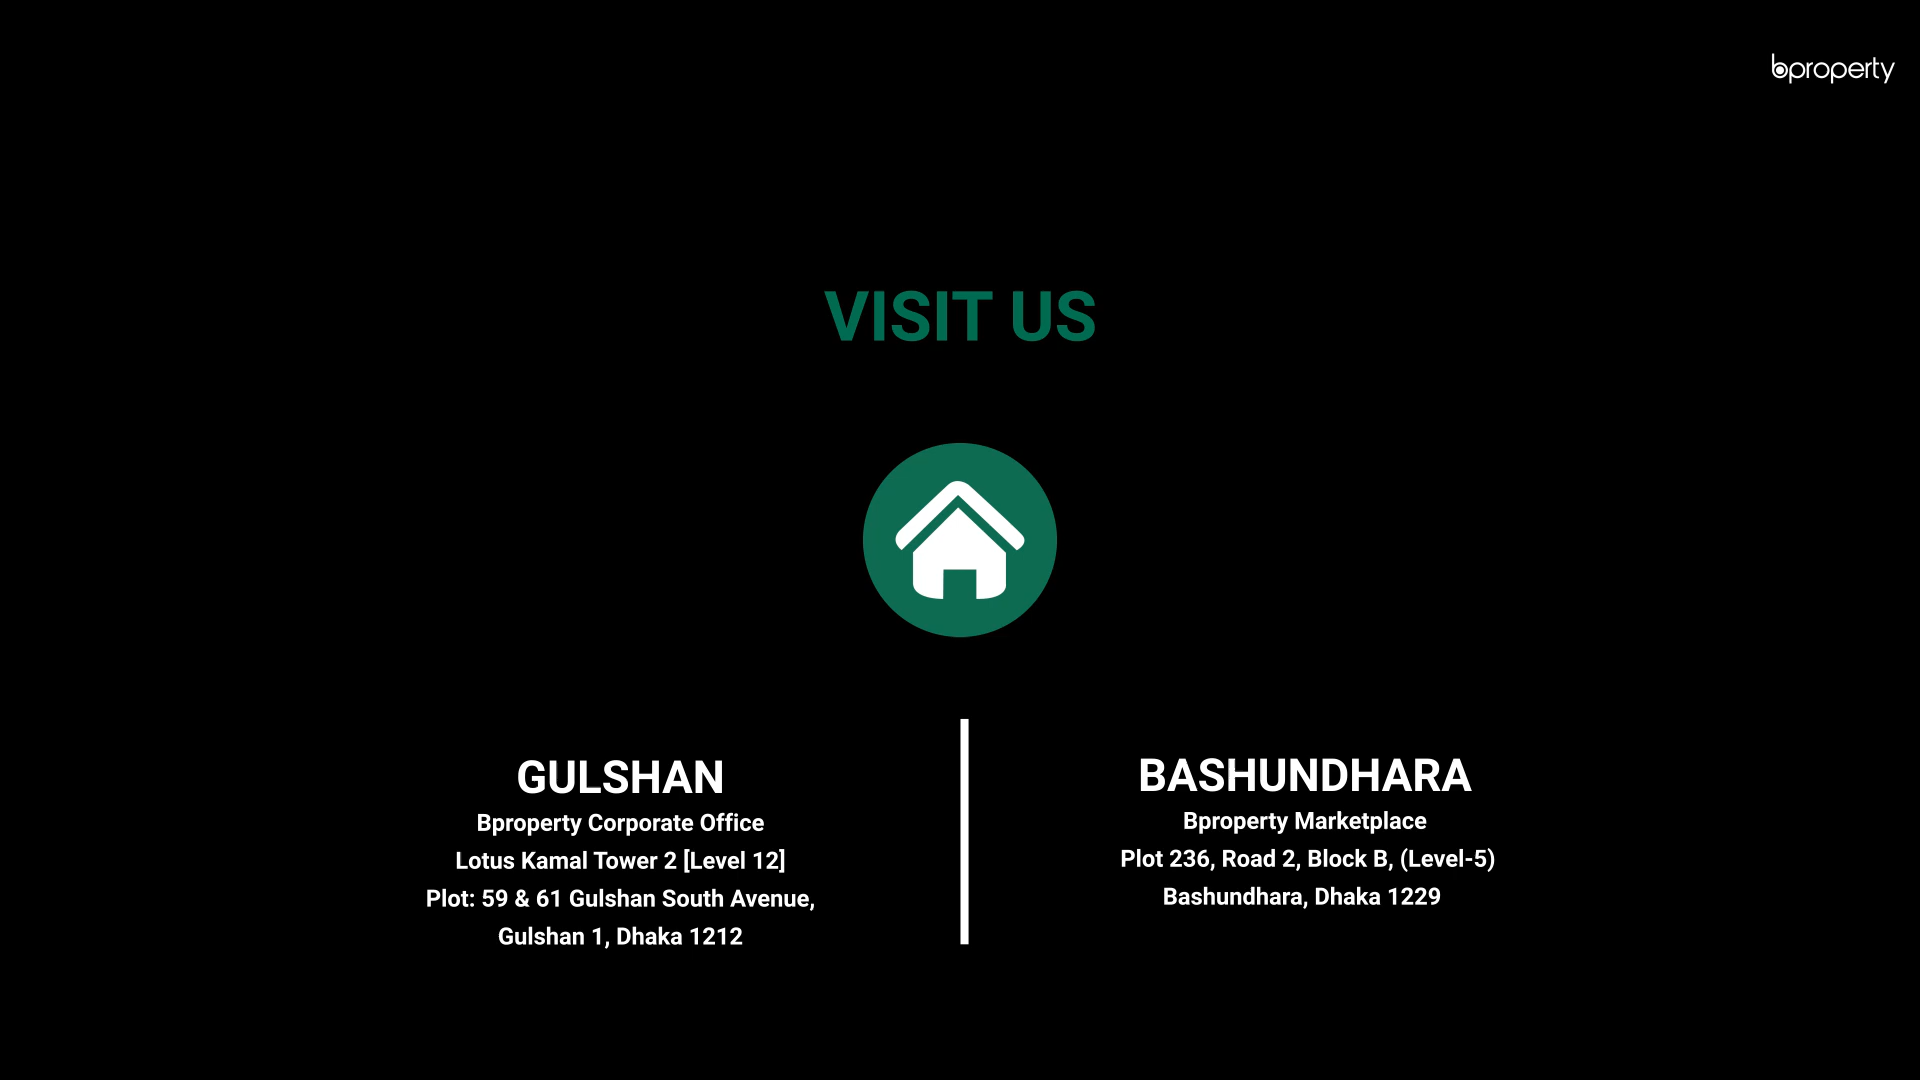 bproperty
VISIT US
GULSHAN
Bproperty Corporate Office
Lotus Kamal Tower 2 [Level 12]
Plot: 59 & 61 Gulshan South Avenue,
Gulshan 1, Dhaka 1212
BASHUNDHARA
Bproperty Marketplace
Plot 236, Road 2, Block B, (Level-5)
Bashundhara, Dhaka 1229